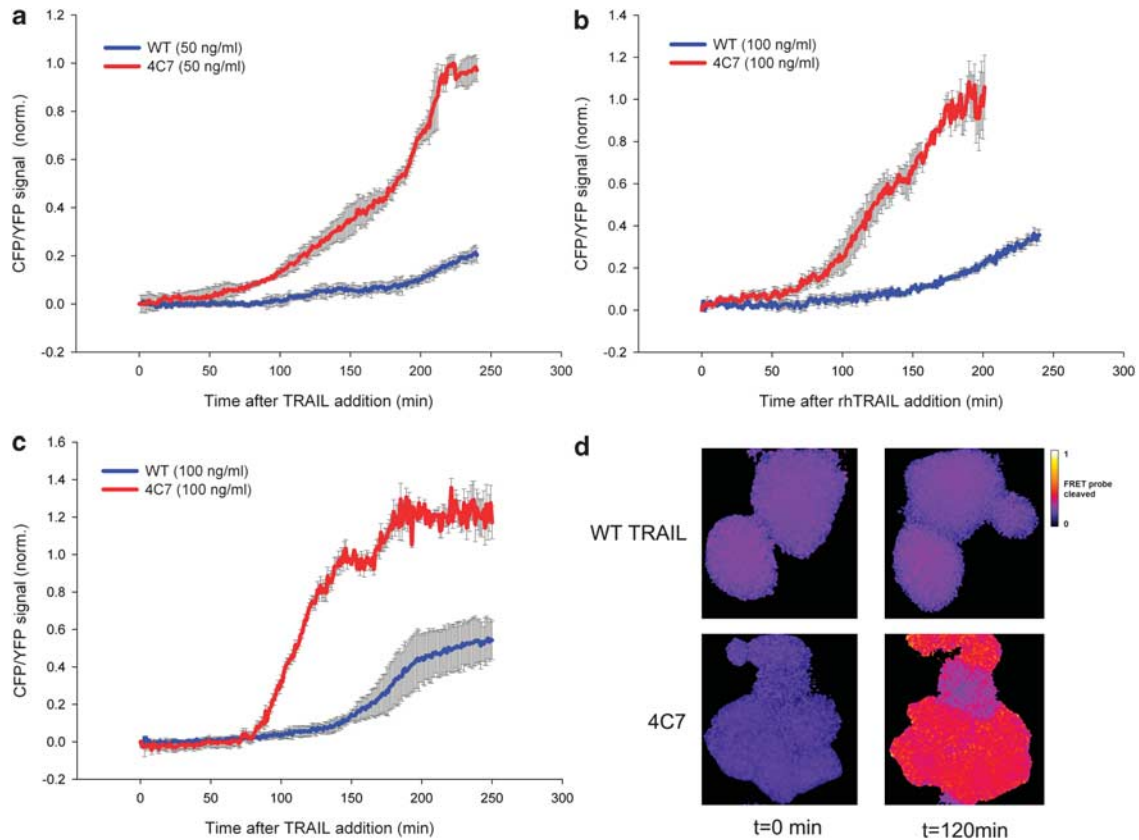 a
WT (50 ng/ml)
4C7 (50 ng/ml)
CFP/YFP signal (norm.)
1.2
1.0
0.8
0.6
0.4
0.2
0.0
-0.2
0 50 100 150 200 250 300
Time after TRAIL addition (min)
b
WT (100 ng/ml)
4C7 (100 ng/ml)
CFP/YFP signal (norm.)
1.4
1.2
1.0
0.8
0.6
0.4
0.2
0.0
-0.2
0 50 100 150 200 250 300
Time after rhTRAIL addition (min)
c
WT (100 ng/ml)
4C7 (100 ng/ml)
CFP/YFP signal (norm.)
1.6
1.4
1.2
1.0
0.8
0.6
0.4
0.2
0.0
-0.2
0 50 100 150 200 250 300
Time after TRAIL addition (min)
d
WT TRAIL
1
FRET probe
cleaved
0
4C7
t=0 min t=120min